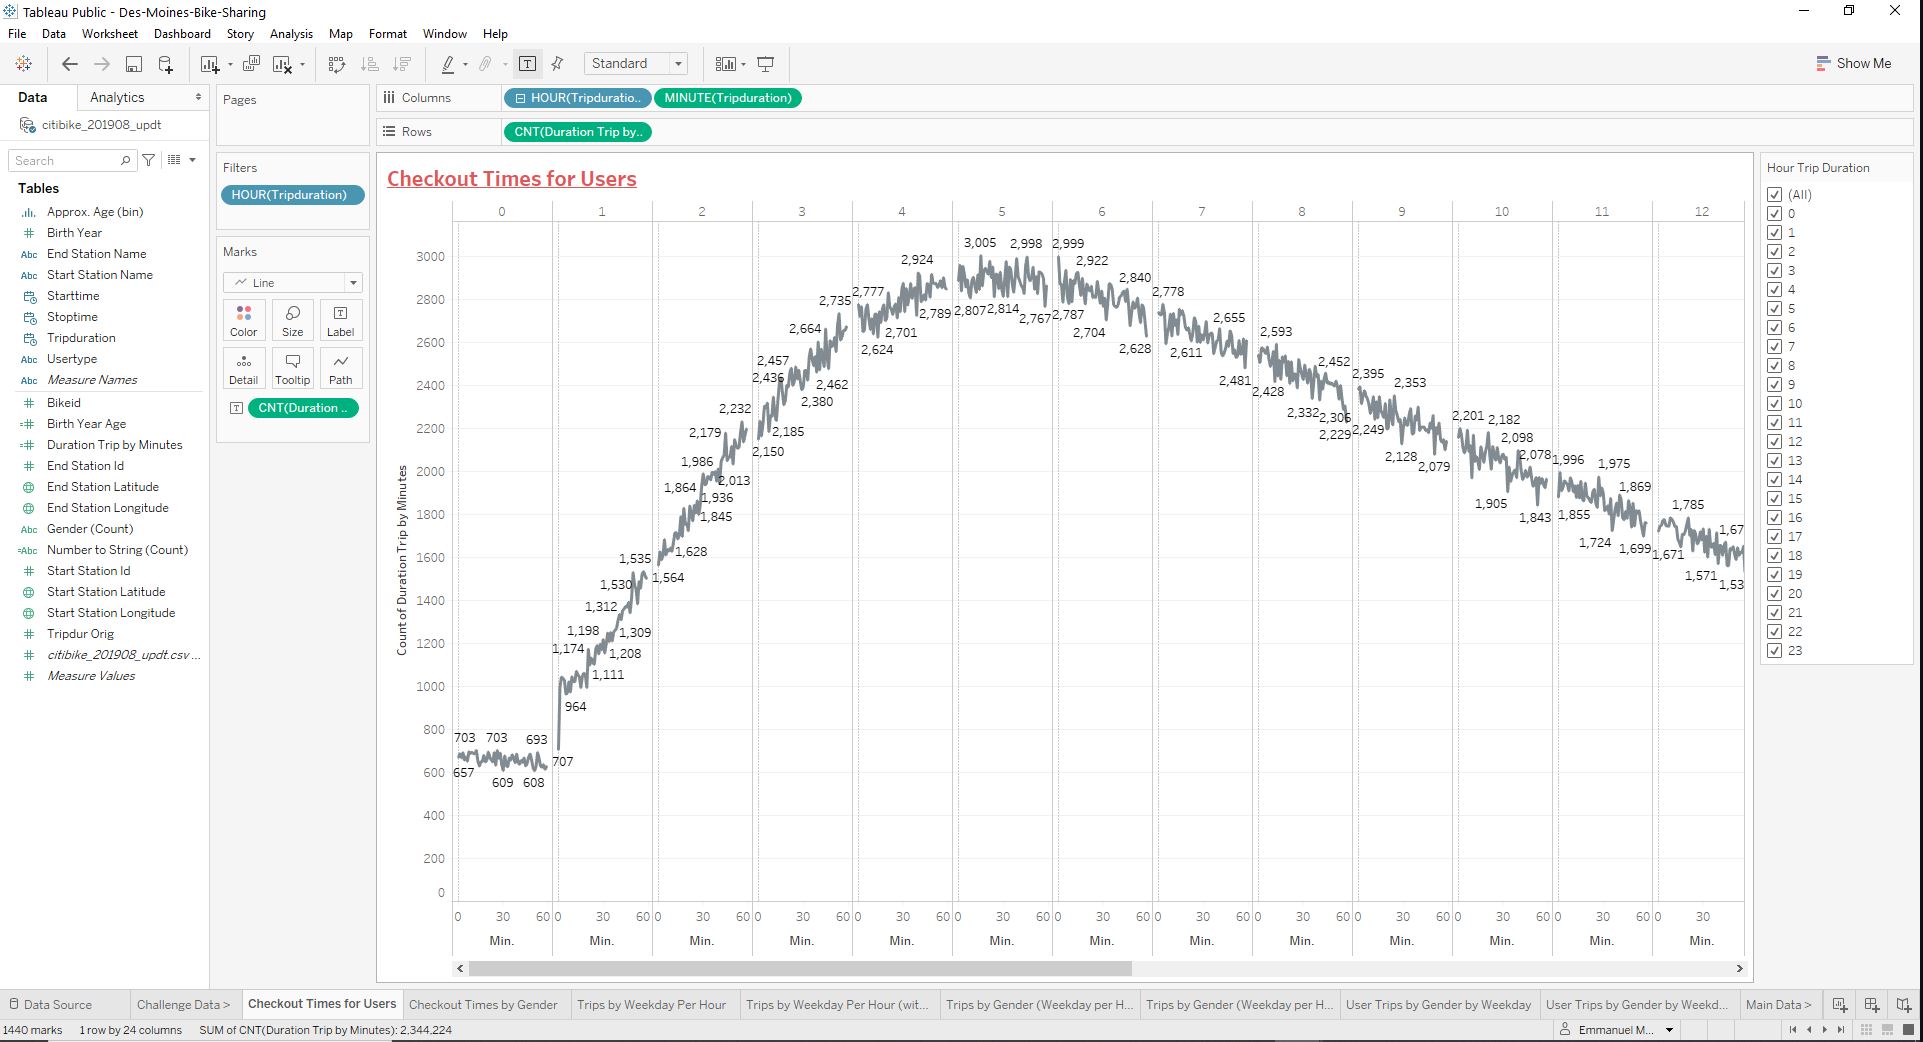 Tableau Public - Des-Moines-Bike-Sharing
File Data Worksheet Dashboard Story Analysis Map Format Window Help
Standard
Show Me
Data Analytics
citibike_201908_updt
Search
Tables
Approx. Age (bin)
Birth Year
Abc End Station Name
Abc Start Station Name
Starttime
Stoptime
Tripduration
Abc Usertype
Abc Measure Names
Bikeid
Birth Year Age
Duration Trip by Minutes
End Station Id
End Station Latitude
End Station Longitude
Abc Gender (Count)
=Abc Number to String (Count)
Start Station Id
Start Station Latitude
Start Station Longitude
Tripdur Orig
citibike_201908_updt.csv ...
Measure Values
Pages
Filters
HOUR(Tripduration)
Marks
Line
Color Size Label
Detail Tooltip Path
CNT(Duration ..
Columns HOUR(Tripduratio.. MINUTE(Tripduration)
Rows CNT(Duration Trip by..
Checkout Times for Users
0 1 2 3 4 5 6 7 8 9 10 11 12
Count of Duration Trip by Minutes
3000
2800
2600
2400
2200
2000
1800
1600
1400
1200
1000
800
600
400
200
0
703 703 693
657 609 608
707 964 1,174 1,111 1,198 1,208 1,312 1,309 1,530 1,535
1,564 1,628 1,864 1,845 1,936 1,986 2,013 2,179 2,232
2,150 2,185 2,436 2,457 2,380 2,462 2,664 2,735
2,777 2,624 2,701 2,924 2,789
2,807 3,005 2,814 2,998 2,767
2,999 2,787 2,922 2,704 2,840 2,628
2,778 2,611 2,655 2,481
2,428 2,593 2,332 2,452 2,306 2,229
2,395 2,249 2,353 2,128 2,079
2,201 1,905 2,182 2,098 2,078 1,843
1,996 1,855 1,975 1,724 1,869 1,699
1,671 1,785 1,571 1,67 1,53
0 30 60 0 30 60 0 30 60 0 30 60 0 30 60 0 30 60 0 30 60 0 30 60 0 30 60 0 30 60 0 30 60 0 30 60 0 30
Min. Min. Min. Min. Min. Min. Min. Min. Min. Min. Min. Min. Min.
Hour Trip Duration
(All)
0
1
2
3
4
5
6
7
8
9
10
11
12
13
14
15
16
17
18
19
20
21
22
23
Data Source Challenge Data > Checkout Times for Users Checkout Times by Gender Trips by Weekday Per Hour Trips by Weekday Per Hour (wit... Trips by Gender (Weekday per H... Trips by Gender (Weekday per H... User Trips by Gender by Weekday User Trips by Gender by Weekd... Main Data >
1440 marks 1 row by 24 columns SUM of CNT(Duration Trip by Minutes): 2,344,224 Emmanuel M...